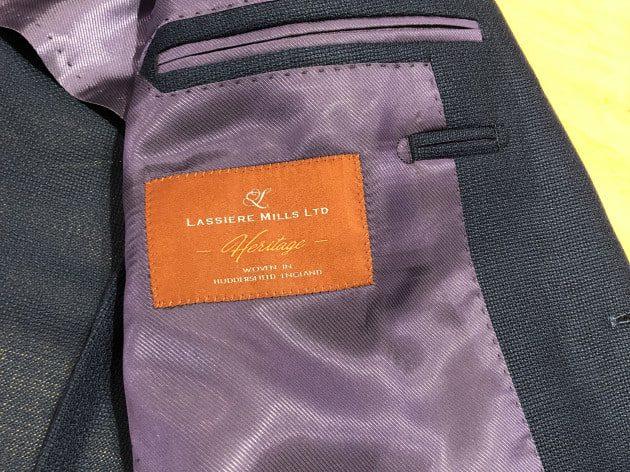 L
LASSIERE MILLS LTD
Heritage
WOVEN IN
HUDDERSFIELD ENGLAND